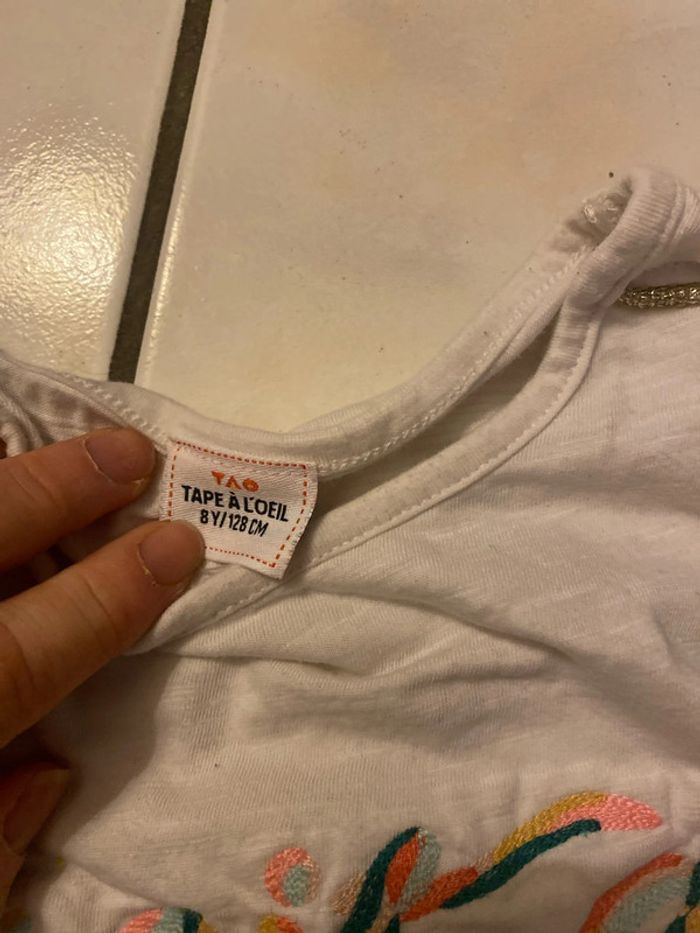 TAO
TAPE À L'OEIL
8Y/128 CM